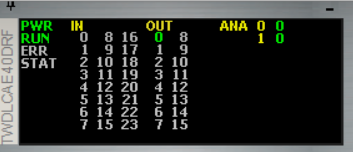 TWDLCAE40DRF
PWR IN OUT ANA 0 0
RUN 0 8 16 0 8 1 0
ERR 1 9 17 1 9
STAT 2 10 18 2 10
3 11 19 3 11
4 12 20 4 12
5 13 21 5 13
6 14 22 6 14
7 15 23 7 15